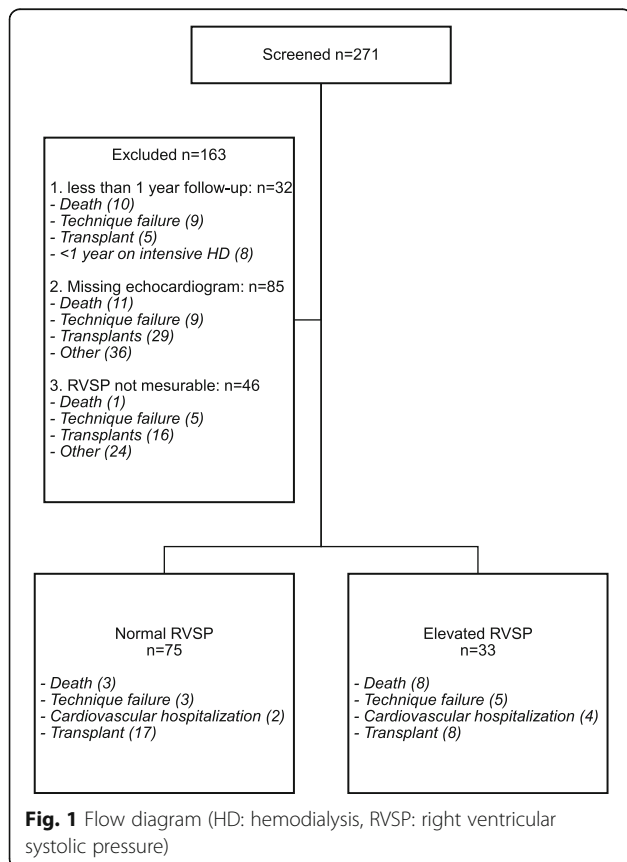 Screened n=271
Excluded n=163
1. less than 1 year follow-up: n=32
- Death (10)
- Technique failure (9)
- Transplant (5)
- <1 year on intensive HD (8)
2. Missing echocardiogram: n=85
- Death (11)
- Technique failure (9)
- Transplants (29)
- Other (36)
3. RVSP not mesurable: n=46
- Death (1)
- Technique failure (5)
- Transplants (16)
- Other (24)
Normal RVSP
n=75
- Death (3)
- Technique failure (3)
- Cardiovascular hospitalization (2)
- Transplant (17)
Elevated RVSP
n=33
- Death (8)
- Technique failure (5)
- Cardiovascular hospitalization (4)
- Transplant (8)
Fig. 1 Flow diagram (HD: hemodialysis, RVSP: right ventricular
systolic pressure)